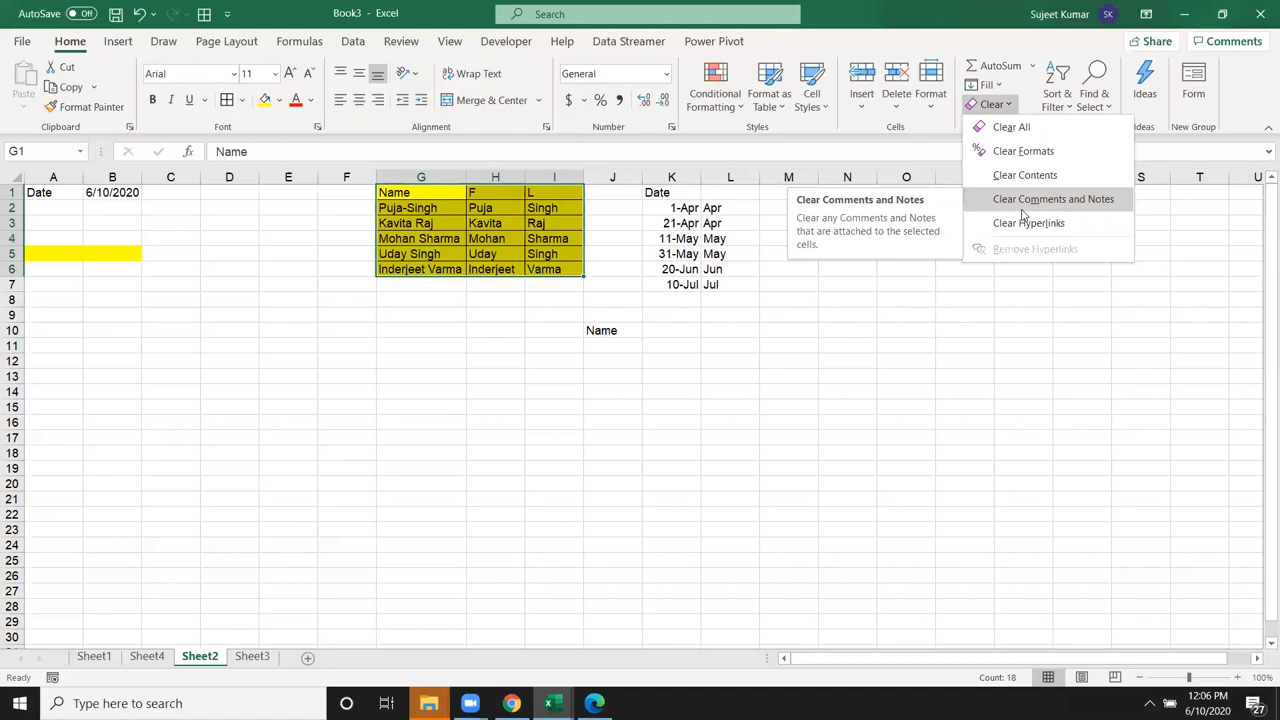 AutoSave Off Book3 - Excel Search Sujeet Kumar SK
File Home Insert Draw Page Layout Formulas Data Review View Developer Help Data Streamer Power Pivot Share Comments
Paste Cut Copy Format Painter Clipboard
Arial 11 A A B I U A Font
Wrap Text Merge & Center Alignment
General $ % Number
Conditional Formatting Format as Table Cell Styles Styles
Insert Delete Format Cells
AutoSum Fill Clear Sort & Filter Find & Select
Ideas Ideas
Form New Group
G1 fx Name
Clear All
Clear Formats
Clear Contents
Clear Comments and Notes
Clear Hyperlinks
Remove Hyperlinks
Clear Comments and Notes
Clear any Comments and Notes
that are attached to the selected
cells.
A B C D E F G H I J K L M N O S T U
1 Date 6/10/2020 Name F L Date
2 Puja-Singh Puja Singh 1-Apr Apr
3 Kavita Raj Kavita Raj 21-Apr Apr
4 Mohan Sharma Mohan Sharma 11-May May
5 Uday Singh Uday Singh 31-May May
6 Inderjeet Varma Inderjeet Varma 20-Jun Jun
7 10-Jul Jul
8
9
10 Name
11
12
13
14
15
16
17
18
19
20
21
22
23
24
25
26
27
28
29
30
Sheet1 Sheet4 Sheet2 Sheet3
Ready Count: 18 100%
Type here to search 12:06 PM
6/10/2020 27